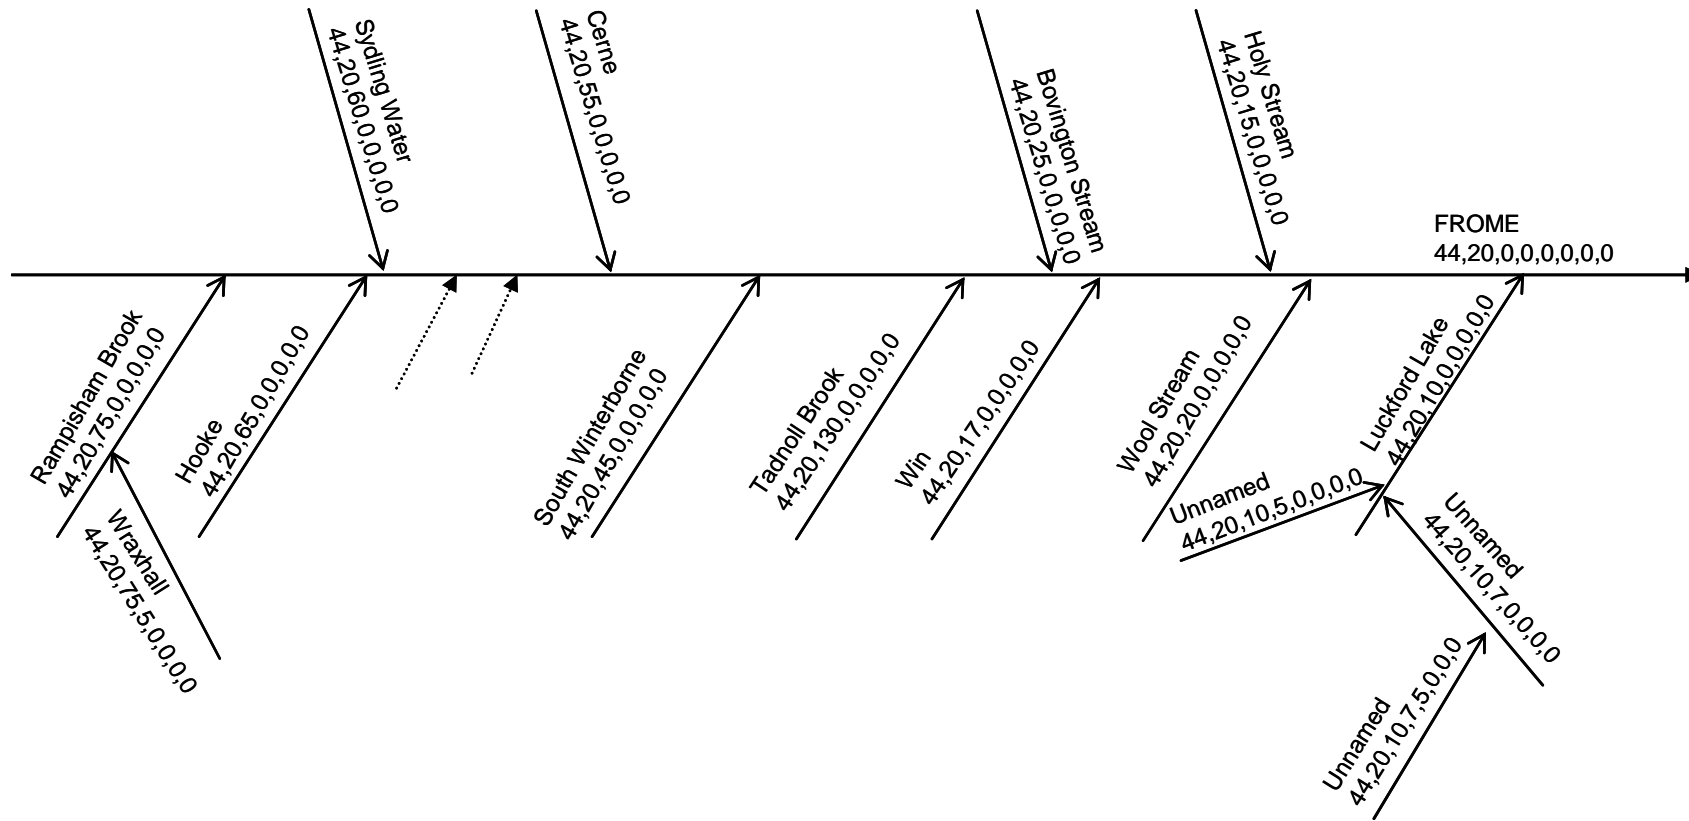 Sydling Water
44,20,60,0,0,0,0,0
Cerne
44,20,55,0,0,0,0,0
Bovington Stream
44,20,25,0,0,0,0,0
Holy Stream
44,20,15,0,0,0,0,0
FROME
44,20,0,0,0,0,0,0
Rampisham Brook
44,20,75,0,0,0,0,0
Wraxhall
44,20,75,5,0,0,0,0
Hooke
44,20,65,0,0,0,0,0
South Winterborne
44,20,45,0,0,0,0,0
Tadnoll Brook
44,20,130,0,0,0,0,0
Win
44,20,17,0,0,0,0,0
Wool Stream
44,20,20,0,0,0,0,0
Luckford Lake
44,20,10,0,0,0,0,0
Unnamed
44,20,10,5,0,0,0,0
Unnamed
44,20,10,7,0,0,0,0
Unnamed
44,20,10,7,5,0,0,0